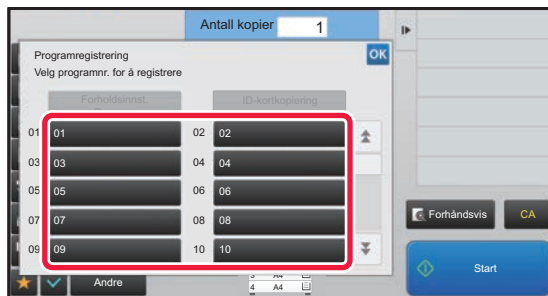 Antall kopier 1
Programregistrering
OK
Velg programnr. for å registrere
Forholdsinnst. ID-kortkopiering
01 01 02 02
03 03 04 04
05 05 06 06
07 07 08 08
09 09 10 10
Forhåndsvis CA
Start
Andre
3 A4
4 A4